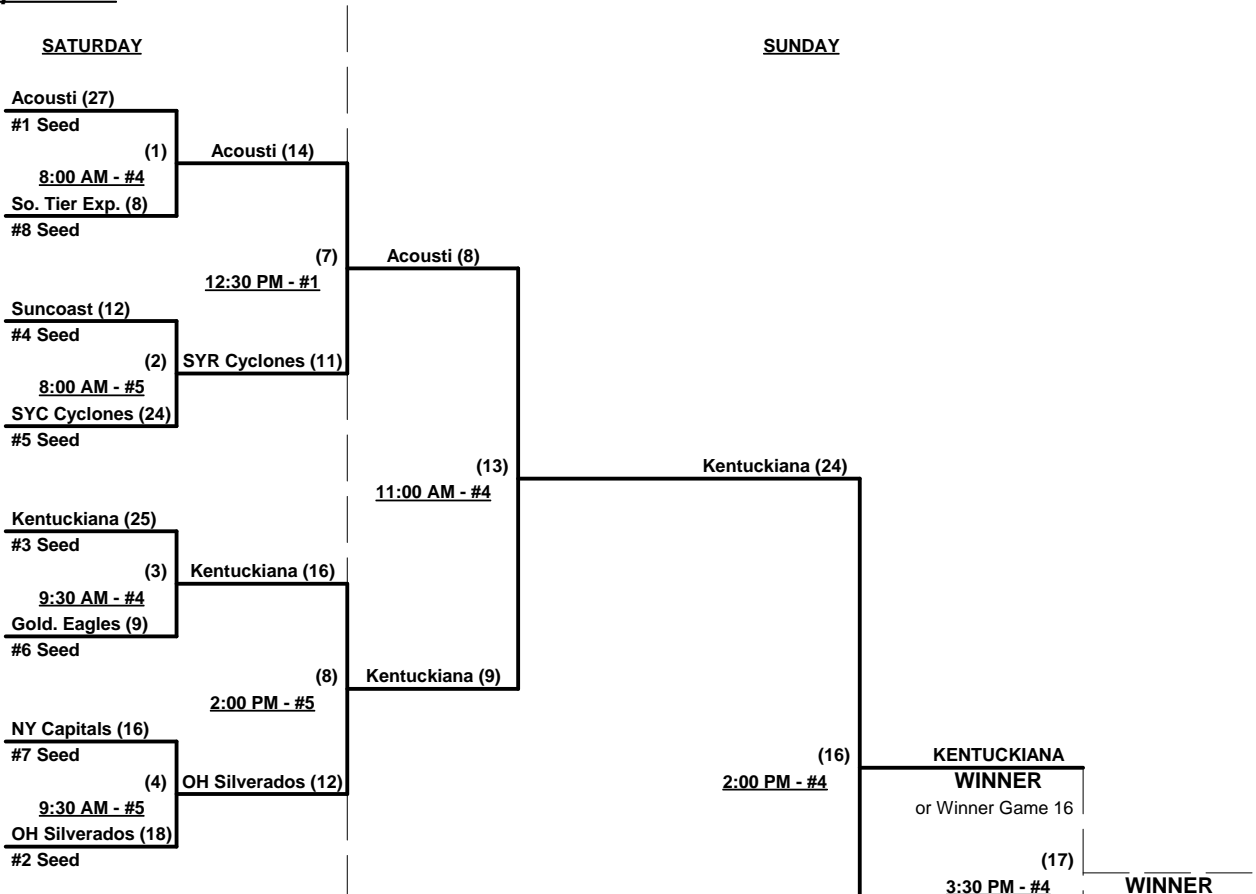 SATURDAY
SUNDAY
Acousti (27)
#1 Seed
(1)
Acousti (14)
8:00 AM - #4
So. Tier Exp. (8)
#8 Seed
(7)
Acousti (8)
12:30 PM - #1
Suncoast (12)
#4 Seed
(2)
SYR Cyclones (11)
8:00 AM - #5
SYC Cyclones (24)
#5 Seed
(13)
Kentuckiana (24)
11:00 AM - #4
Kentuckiana (25)
#3 Seed
(3)
Kentuckiana (16)
9:30 AM - #4
Gold. Eagles (9)
#6 Seed
(8)
Kentuckiana (9)
2:00 PM - #5
NY Capitals (16)
#7 Seed
(16)
KENTUCKIANA
(4)
OH Silverados (12)
2:00 PM - #4
WINNER
9:30 AM - #5
or Winner Game 16
OH Silverados (18)
#2 Seed
(17)
3:30 PM - #4
WINNER